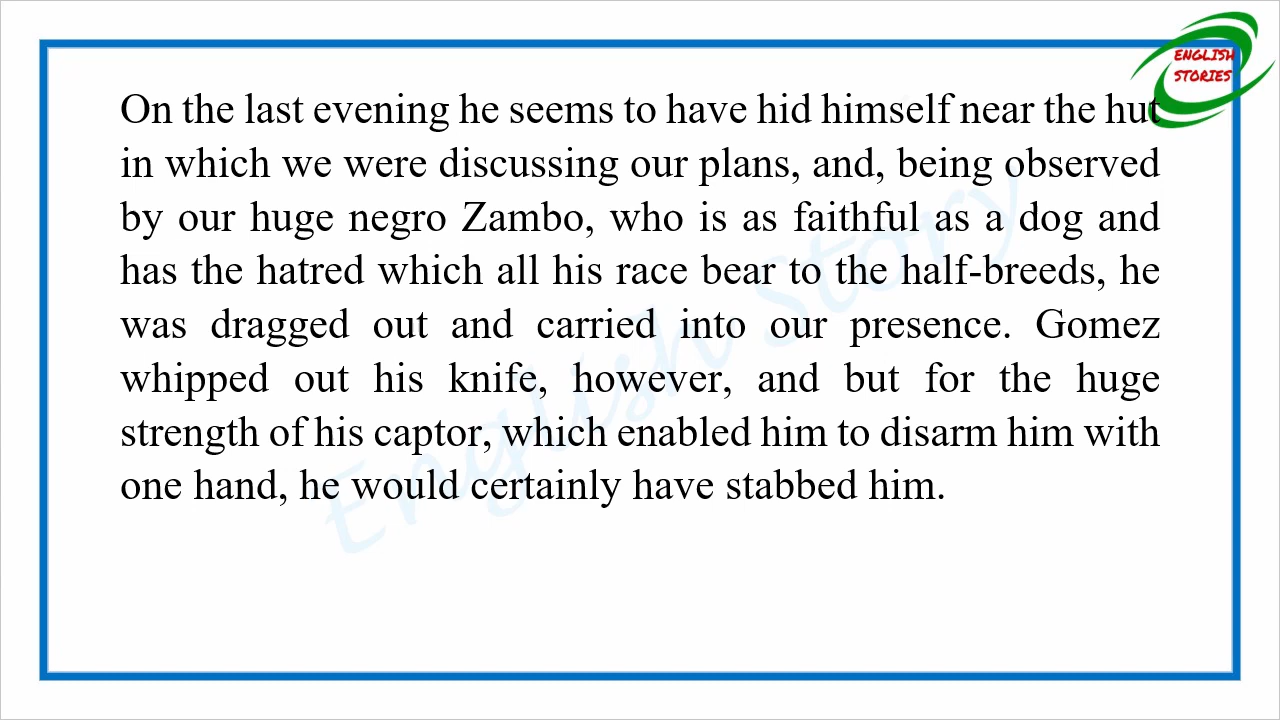 ENGLISH
STORIES
On the last evening he seems to have hid himself near the hut
in which we were discussing our plans, and, being observed
by our huge negro Zambo, who is as faithful as a dog and
has the hatred which all his race bear to the half-breeds, he
was dragged out and carried into our presence. Gomez
whipped out his knife, however, and but for the huge
strength of his captor, which enabled him to disarm him with
one hand, he would certainly have stabbed him.
English Story